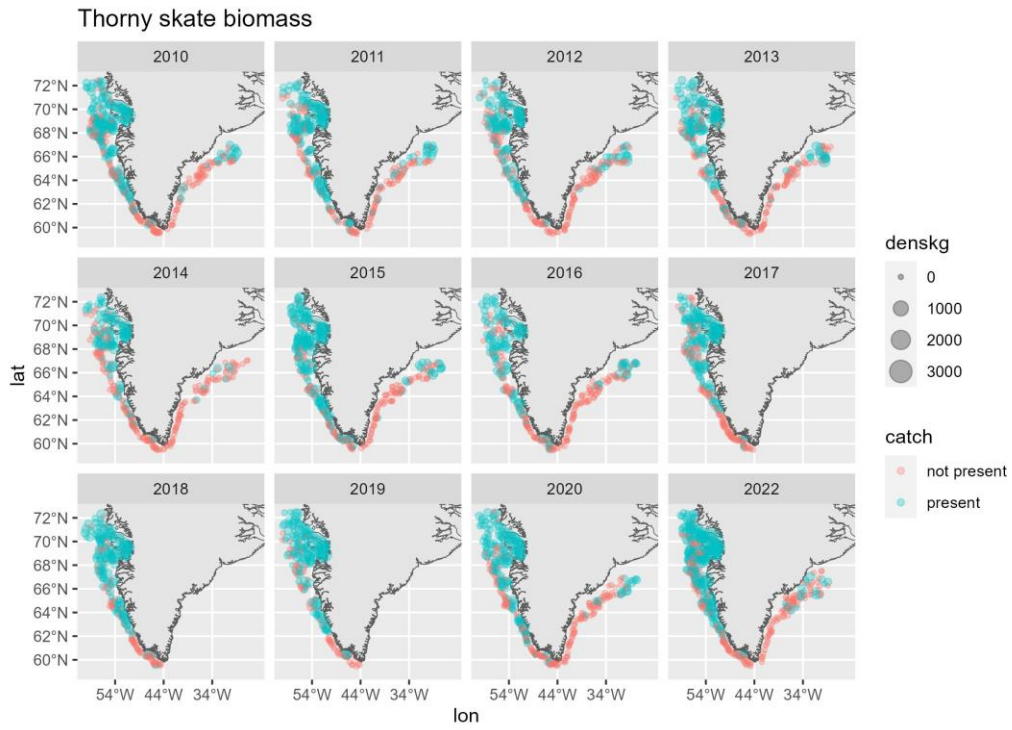 Thorny skate biomass
2010 2011 2012 2013
72°N
70°N
68°N
66°N
64°N
62°N
60°N
2014 2015 2016 2017
72°N
70°N
68°N
66°N
64°N
62°N
60°N
2018 2019 2020 2022
72°N
70°N
68°N
66°N
64°N
62°N
60°N
54°W 44°W 34°W 54°W 44°W 34°W 54°W 44°W 34°W 54°W 44°W 34°W
lon
lat
denskg
0
1000
2000
3000
catch
not present
present